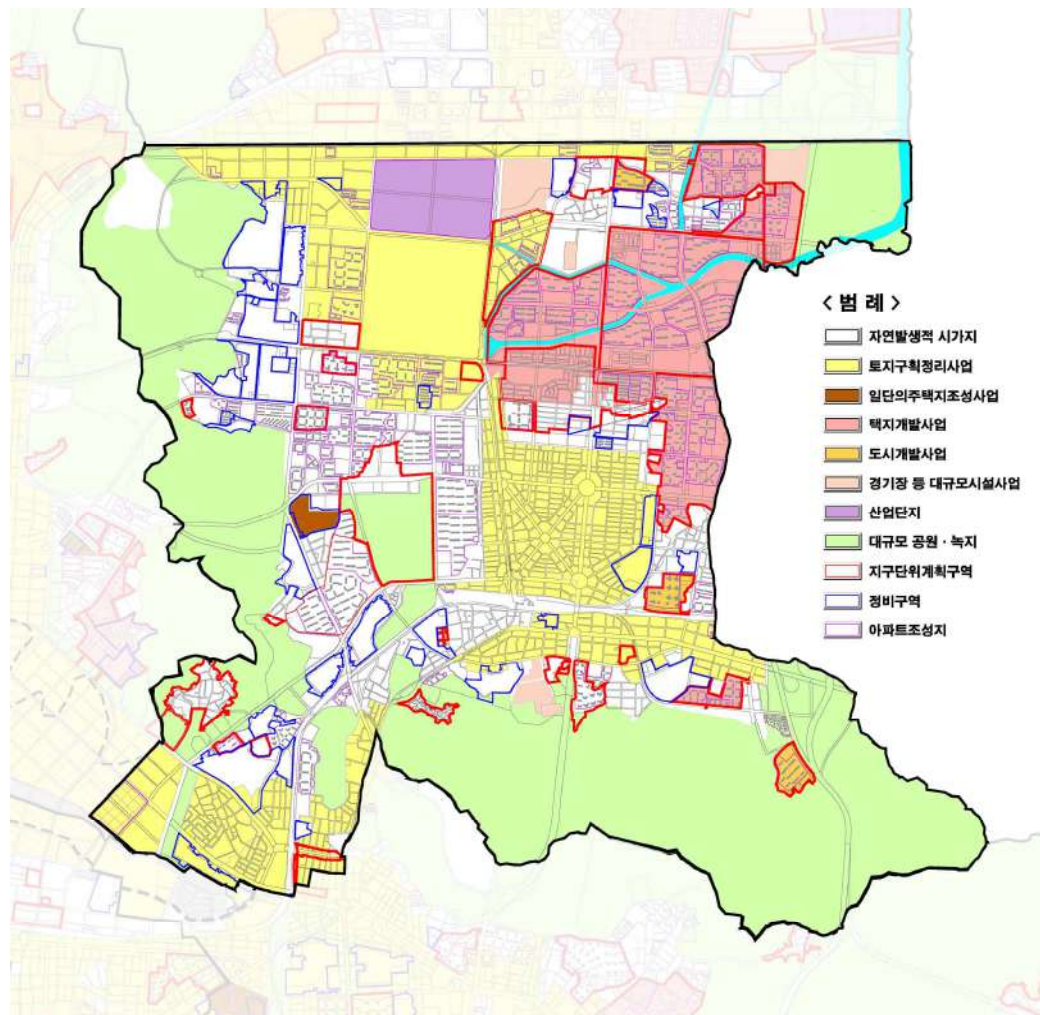 < 범 례 >
자연발생적 시가지
토지구획정리사업
일단의주택지조성사업
택지개발사업
도시개발사업
경기장 등 대규모시설사업
산업단지
대규모 공원 · 녹지
지구단위계획구역
정비구역
아파트조성지